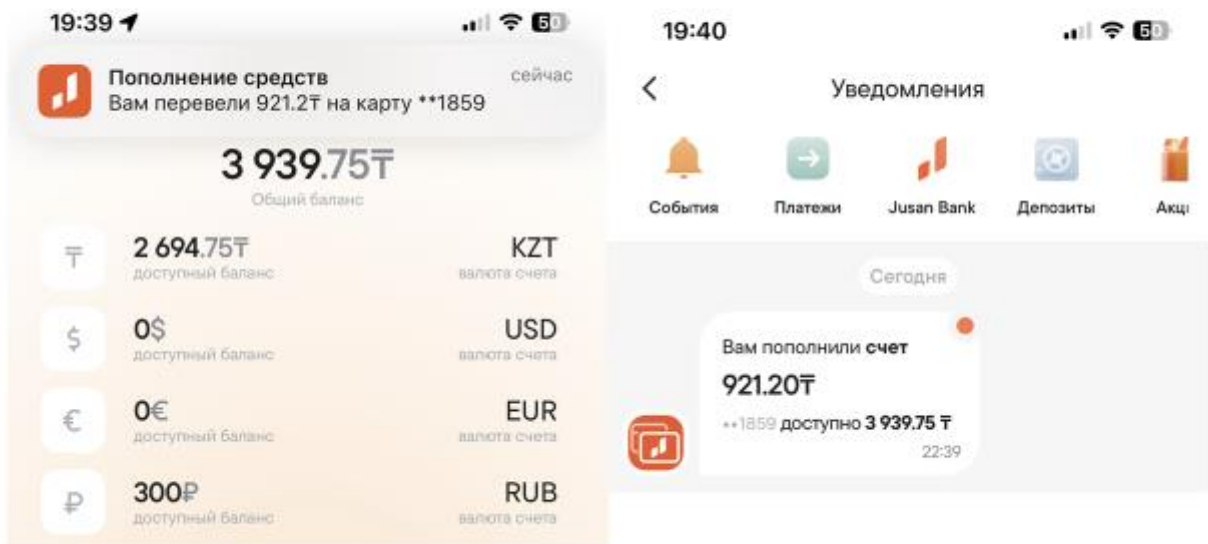 19:39
50
Пополнение средств
сейчас
Вам перевели 921.2₸ на карту **1859
3 939.75₸
Общий баланс
₸
2 694.75₸
KZT
доступный баланс
валюта счета
$
0$
USD
доступный баланс
валюта счета
€
0€
EUR
доступный баланс
валюта счета
₽
300₽
RUB
доступный баланс
валюта счета
19:40
50
Уведомления
События
Платежи
Jusan Bank
Депозиты
Акци
Сегодня
Вам пополнили счет
921.20₸
**1859 доступно 3 939.75 ₸
22:39